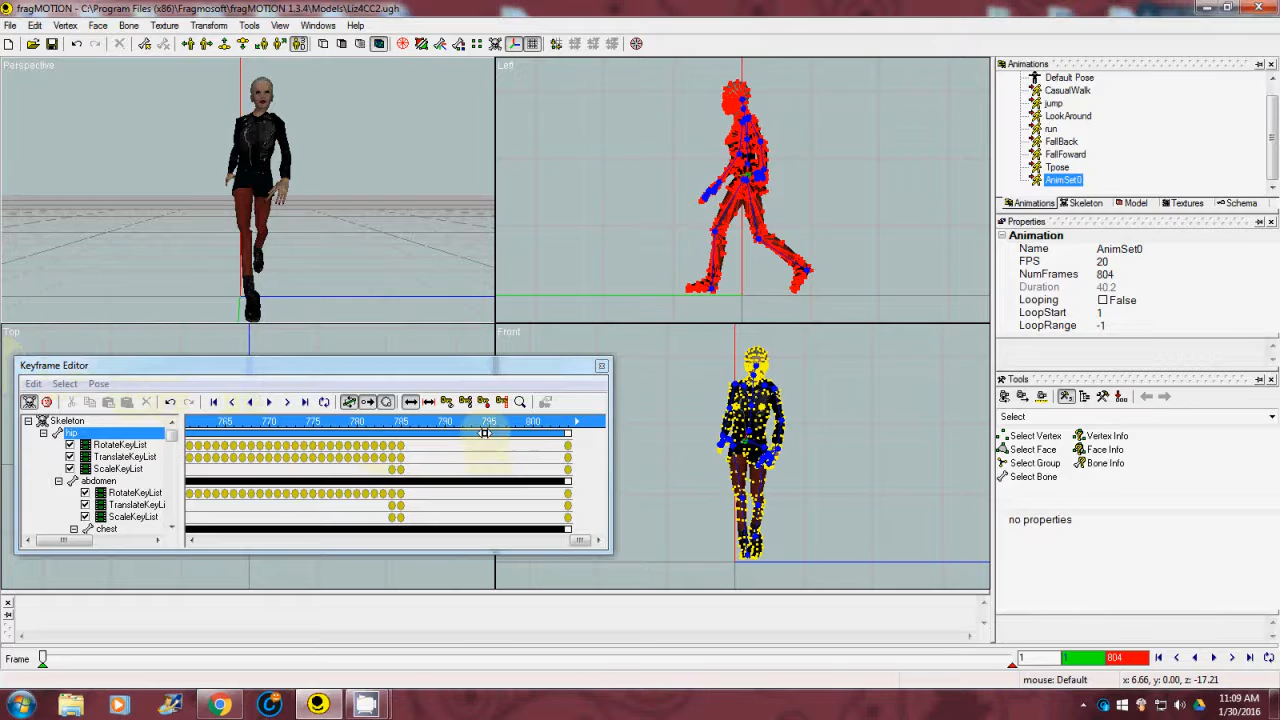 fragMOTION - C:\Program Files (x86)\Fragmosoft\fragMOTION 1.3.4\Models\Liz4CC2.ugh
File Edit Vertex Face Bone Texture Transform Tools View Windows Help
Perspective
Left
Top
Front
Animations
Default Pose
CasualWalk
jump
LookAround
run
FallBack
FallFoward
Tpose
AnimSet0
Animations Skeleton Model Textures Schema
Properties
Animation
Name AnimSet0
FPS 20
NumFrames 804
Duration 40.2
Looping False
LoopStart 1
LoopRange -1
Tools
Select
Select Vertex Vertex Info
Select Face Face Info
Select Group Bone Info
Select Bone
no properties
Keyframe Editor
Edit Select Pose
Skeleton 765 770 775 780 785 790 795 800
hip
RotateKeyList
TranslateKeyList
ScaleKeyList
abdomen
RotateKeyList
TranslateKeyLi
ScaleKeyList
chest
Frame 1 1 804
mouse: Default x: 6.66, y: 0.00, z: -17.21
11:09 AM
1/30/2016